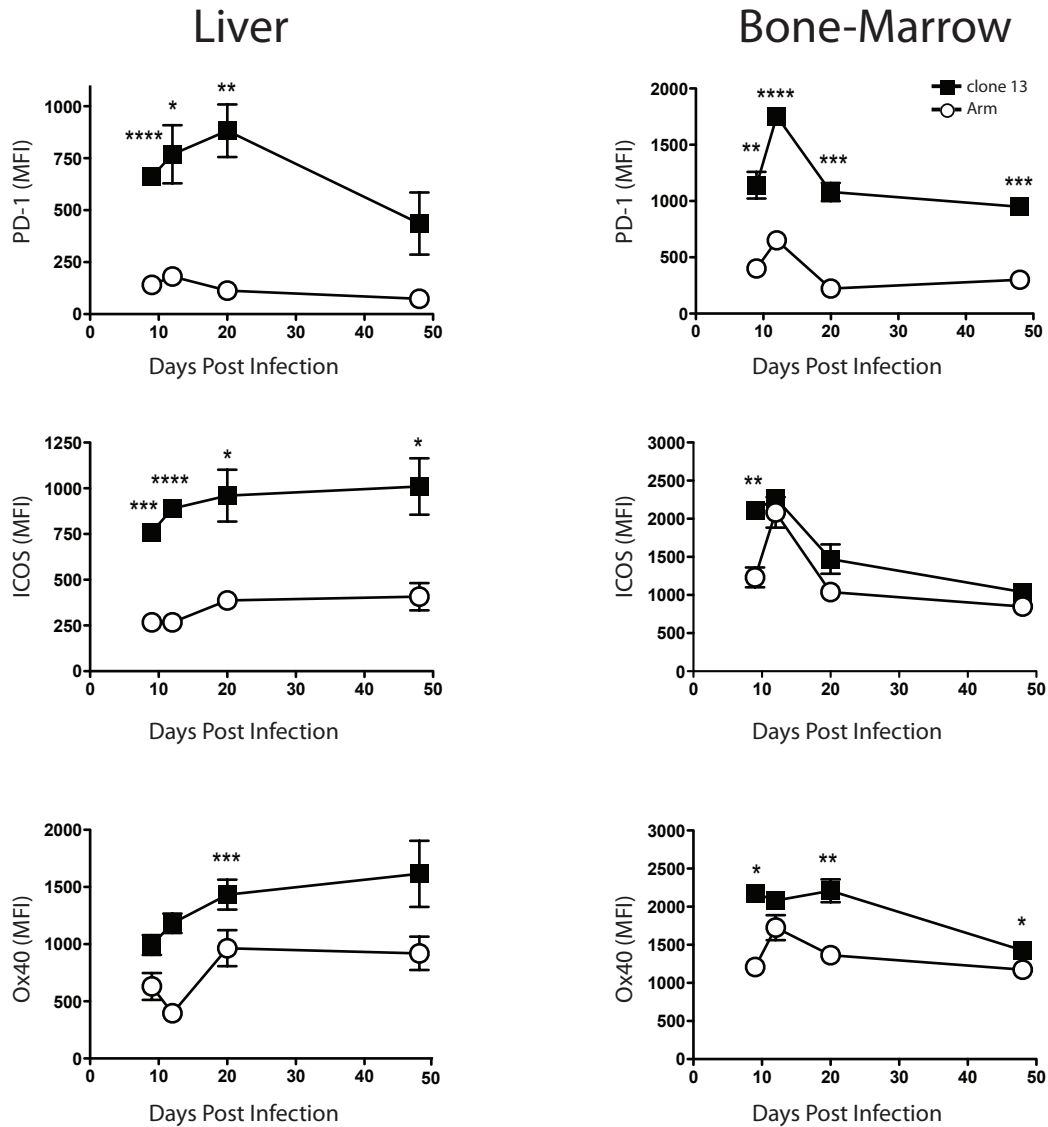 Liver
Bone-Marrow
PD-1 (MFI)
1000
750
500
250
0
**** * **
0 10 20 30 40 50
Days Post Infection
PD-1 (MFI)
2000
1500
1000
500
0
** **** *** ***
clone 13
Arm
0 10 20 30 40 50
Days Post Infection
ICOS (MFI)
1250
1000
750
500
250
0
*** **** * *
0 10 20 30 40 50
Days Post Infection
ICOS (MFI)
3000
2500
2000
1500
1000
500
0
**
0 10 20 30 40 50
Days Post Infection
Ox40 (MFI)
2000
1500
1000
500
0
***
0 10 20 30 40 50
Days Post Infection
Ox40 (MFI)
3000
2500
2000
1500
1000
500
0
* ** *
0 10 20 30 40 50
Days Post Infection